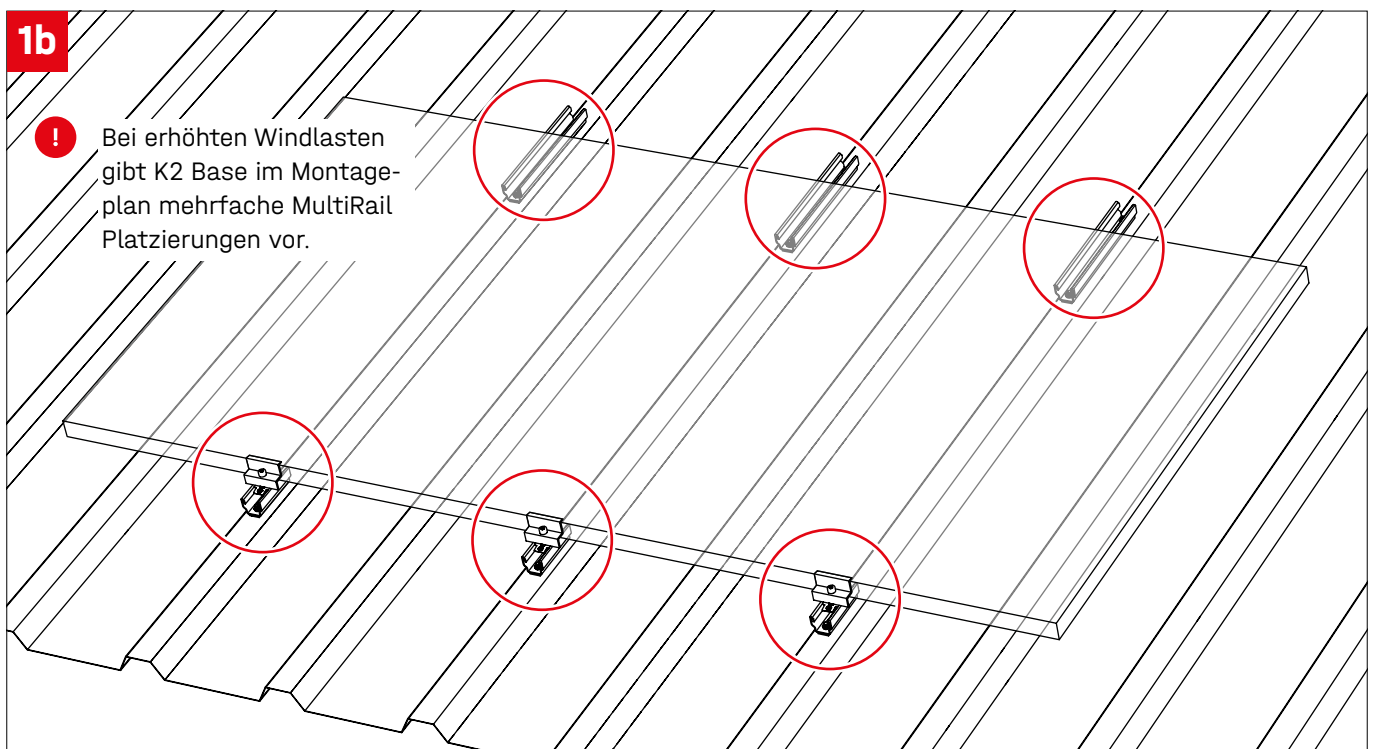 1b
!
Bei erhöhten Windlasten
gibt K2 Base im Montage-
plan mehrfache MultiRail
Platzierungen vor.